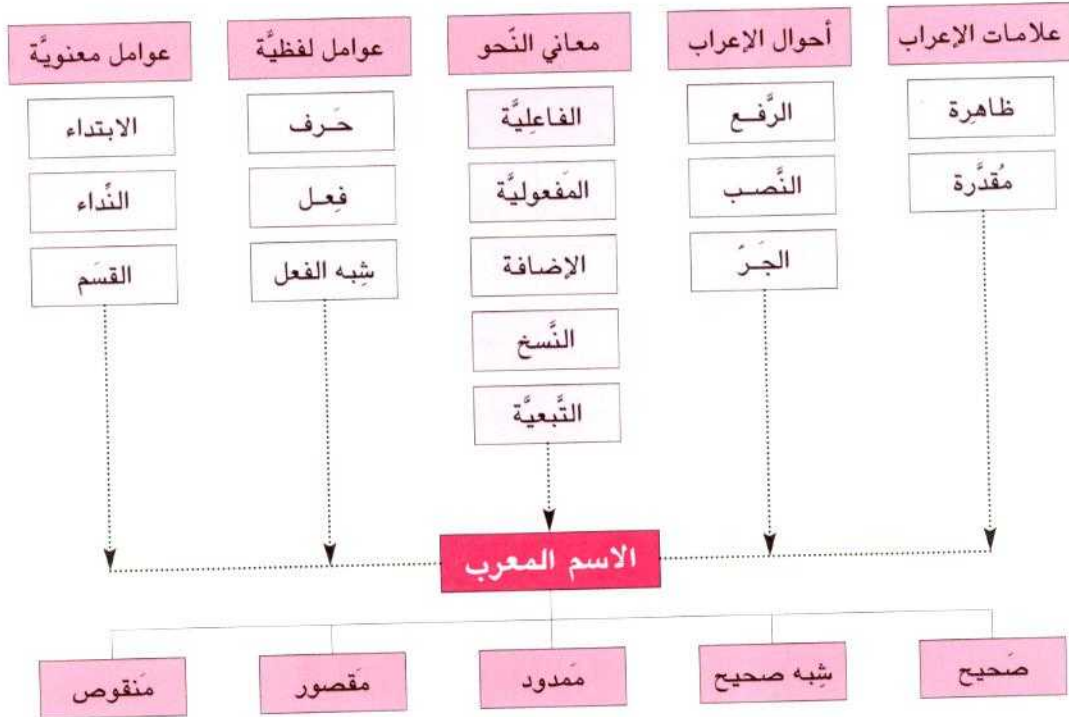 علامات الإعراب
أحوال الإعراب
معاني النّحو
عوامل لفظيَّة
عوامل معنويَّة
ظاهِرة
الرَّفـع
الفاعِليَّة
حَـرف
الابتداء
مُقدَّرة
النَّصـب
المَفعوليَّة
فِعـل
النِّداء
الجَـرّ
الإضافة
شِبه الفعل
القسَم
النَّسخ
التَّبعيَّة
الاسم المعرب
صَحيح
شِبه صحيح
مَمدود
مَقصور
مَنقوص